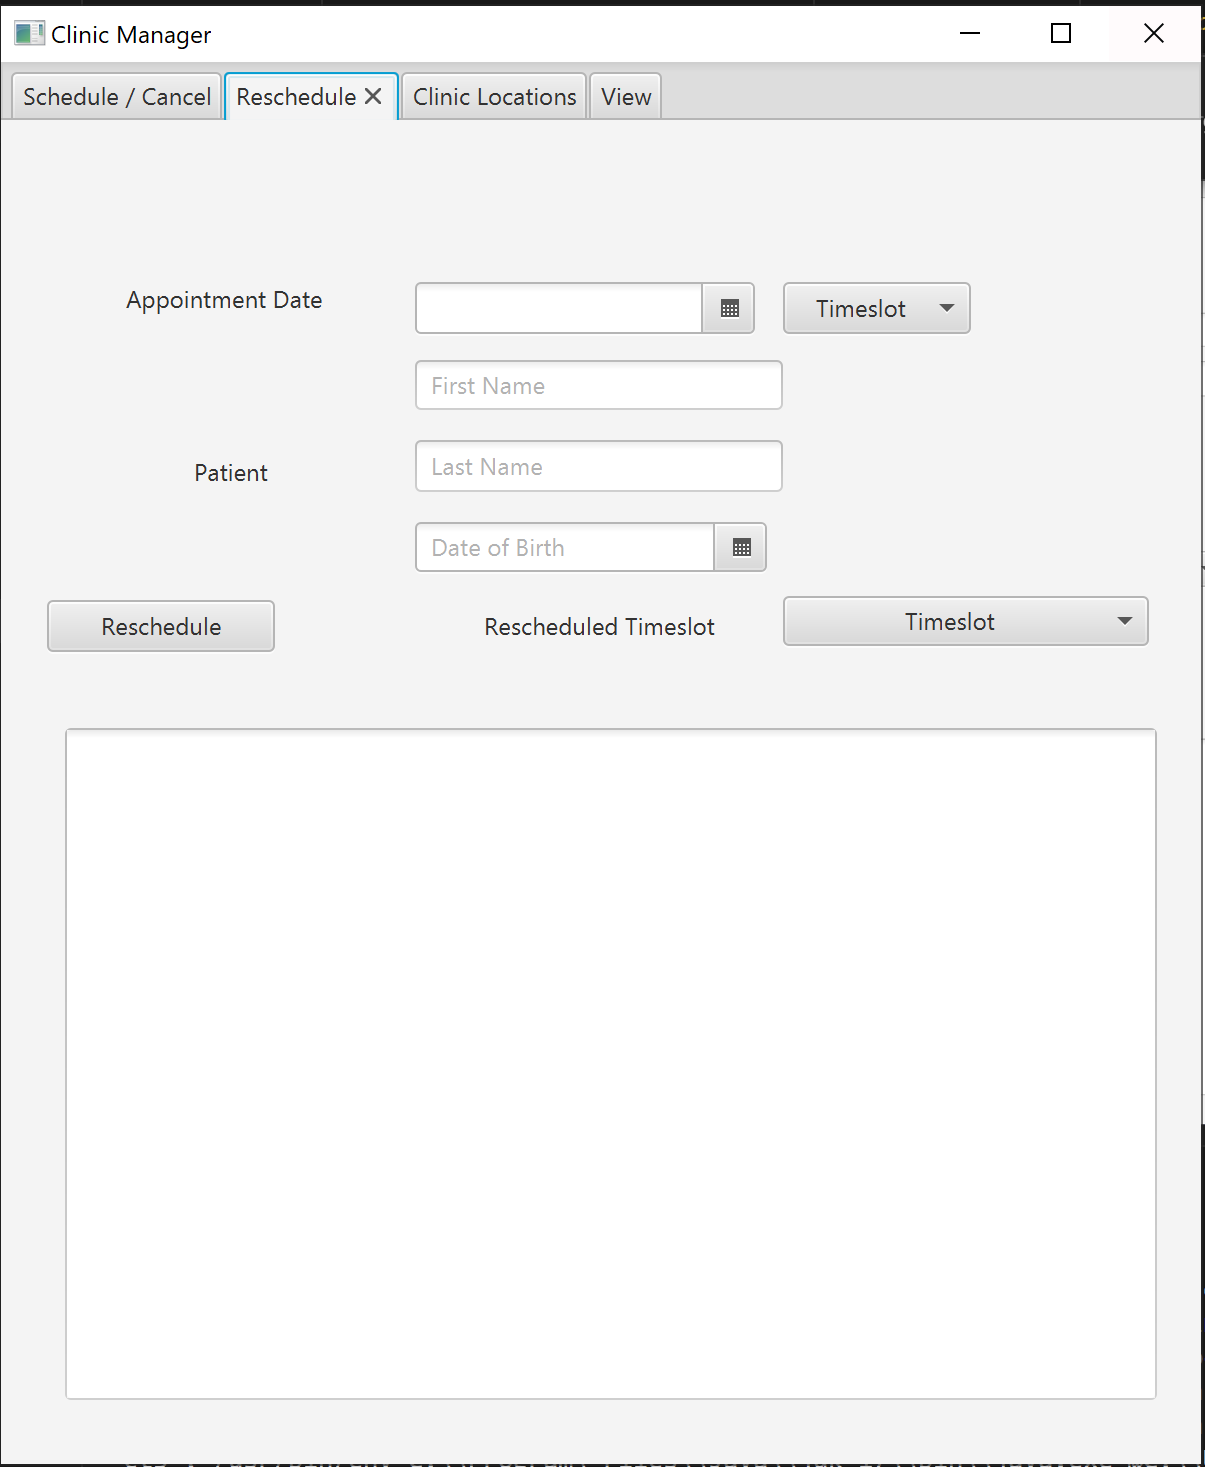 Clinic Manager
Schedule / Cancel Reschedule Clinic Locations View
Appointment Date Timeslot
First Name
Patient Last Name
Date of Birth
Reschedule Rescheduled Timeslot Timeslot